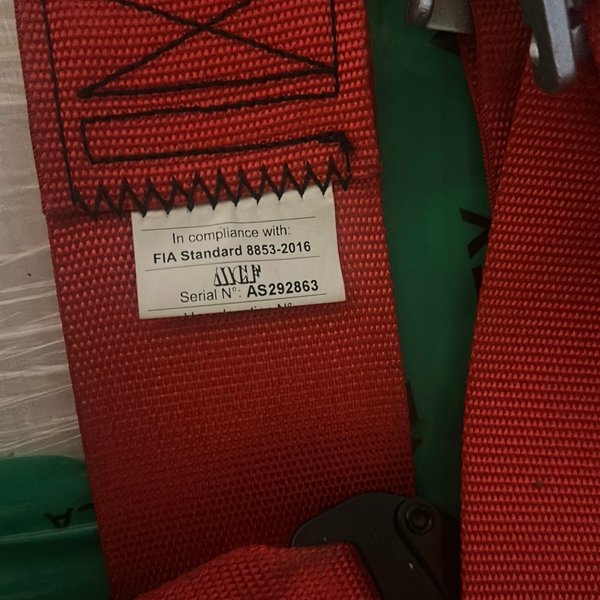 In compliance with:
FIA Standard 8853-2016
Serial N°: AS292863